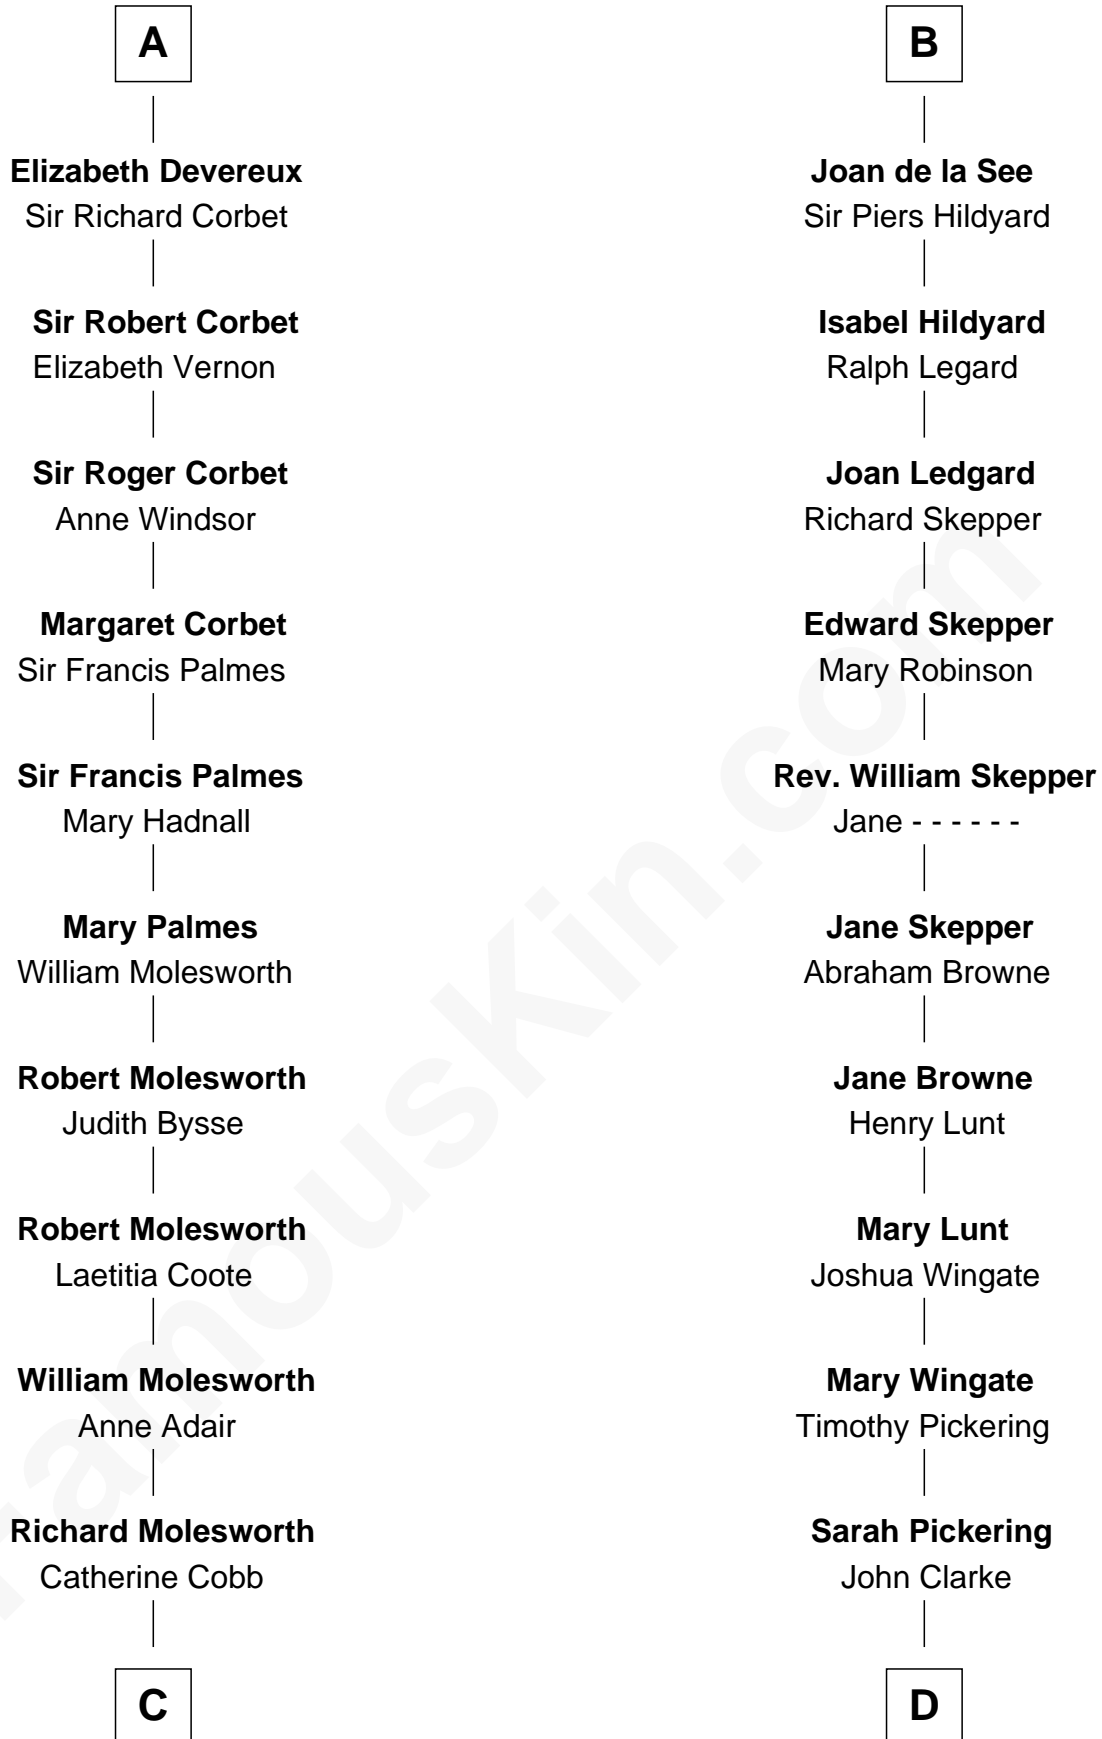 A
Elizabeth Devereux
Sir Richard Corbet
Sir Robert Corbet
Elizabeth Vernon
Sir Roger Corbet
Anne Windsor
Margaret Corbet
Sir Francis Palmes
Sir Francis Palmes
Mary Hadnall
Mary Palmes
William Molesworth
Robert Molesworth
Judith Bysse
Robert Molesworth
Laetitia Coote
William Molesworth
Anne Adair
Richard Molesworth
Catherine Cobb
C
B
Joan de la See
Sir Piers Hildyard
Isabel Hildyard
Ralph Legard
Joan Ledgard
Richard Skepper
Edward Skepper
Mary Robinson
Rev. William Skepper
Jane - - - - - -
Jane Skepper
Abraham Browne
Jane Browne
Henry Lunt
Mary Lunt
Joshua Wingate
Mary Wingate
Timothy Pickering
Sarah Pickering
John Clarke
D
FamousKin.com